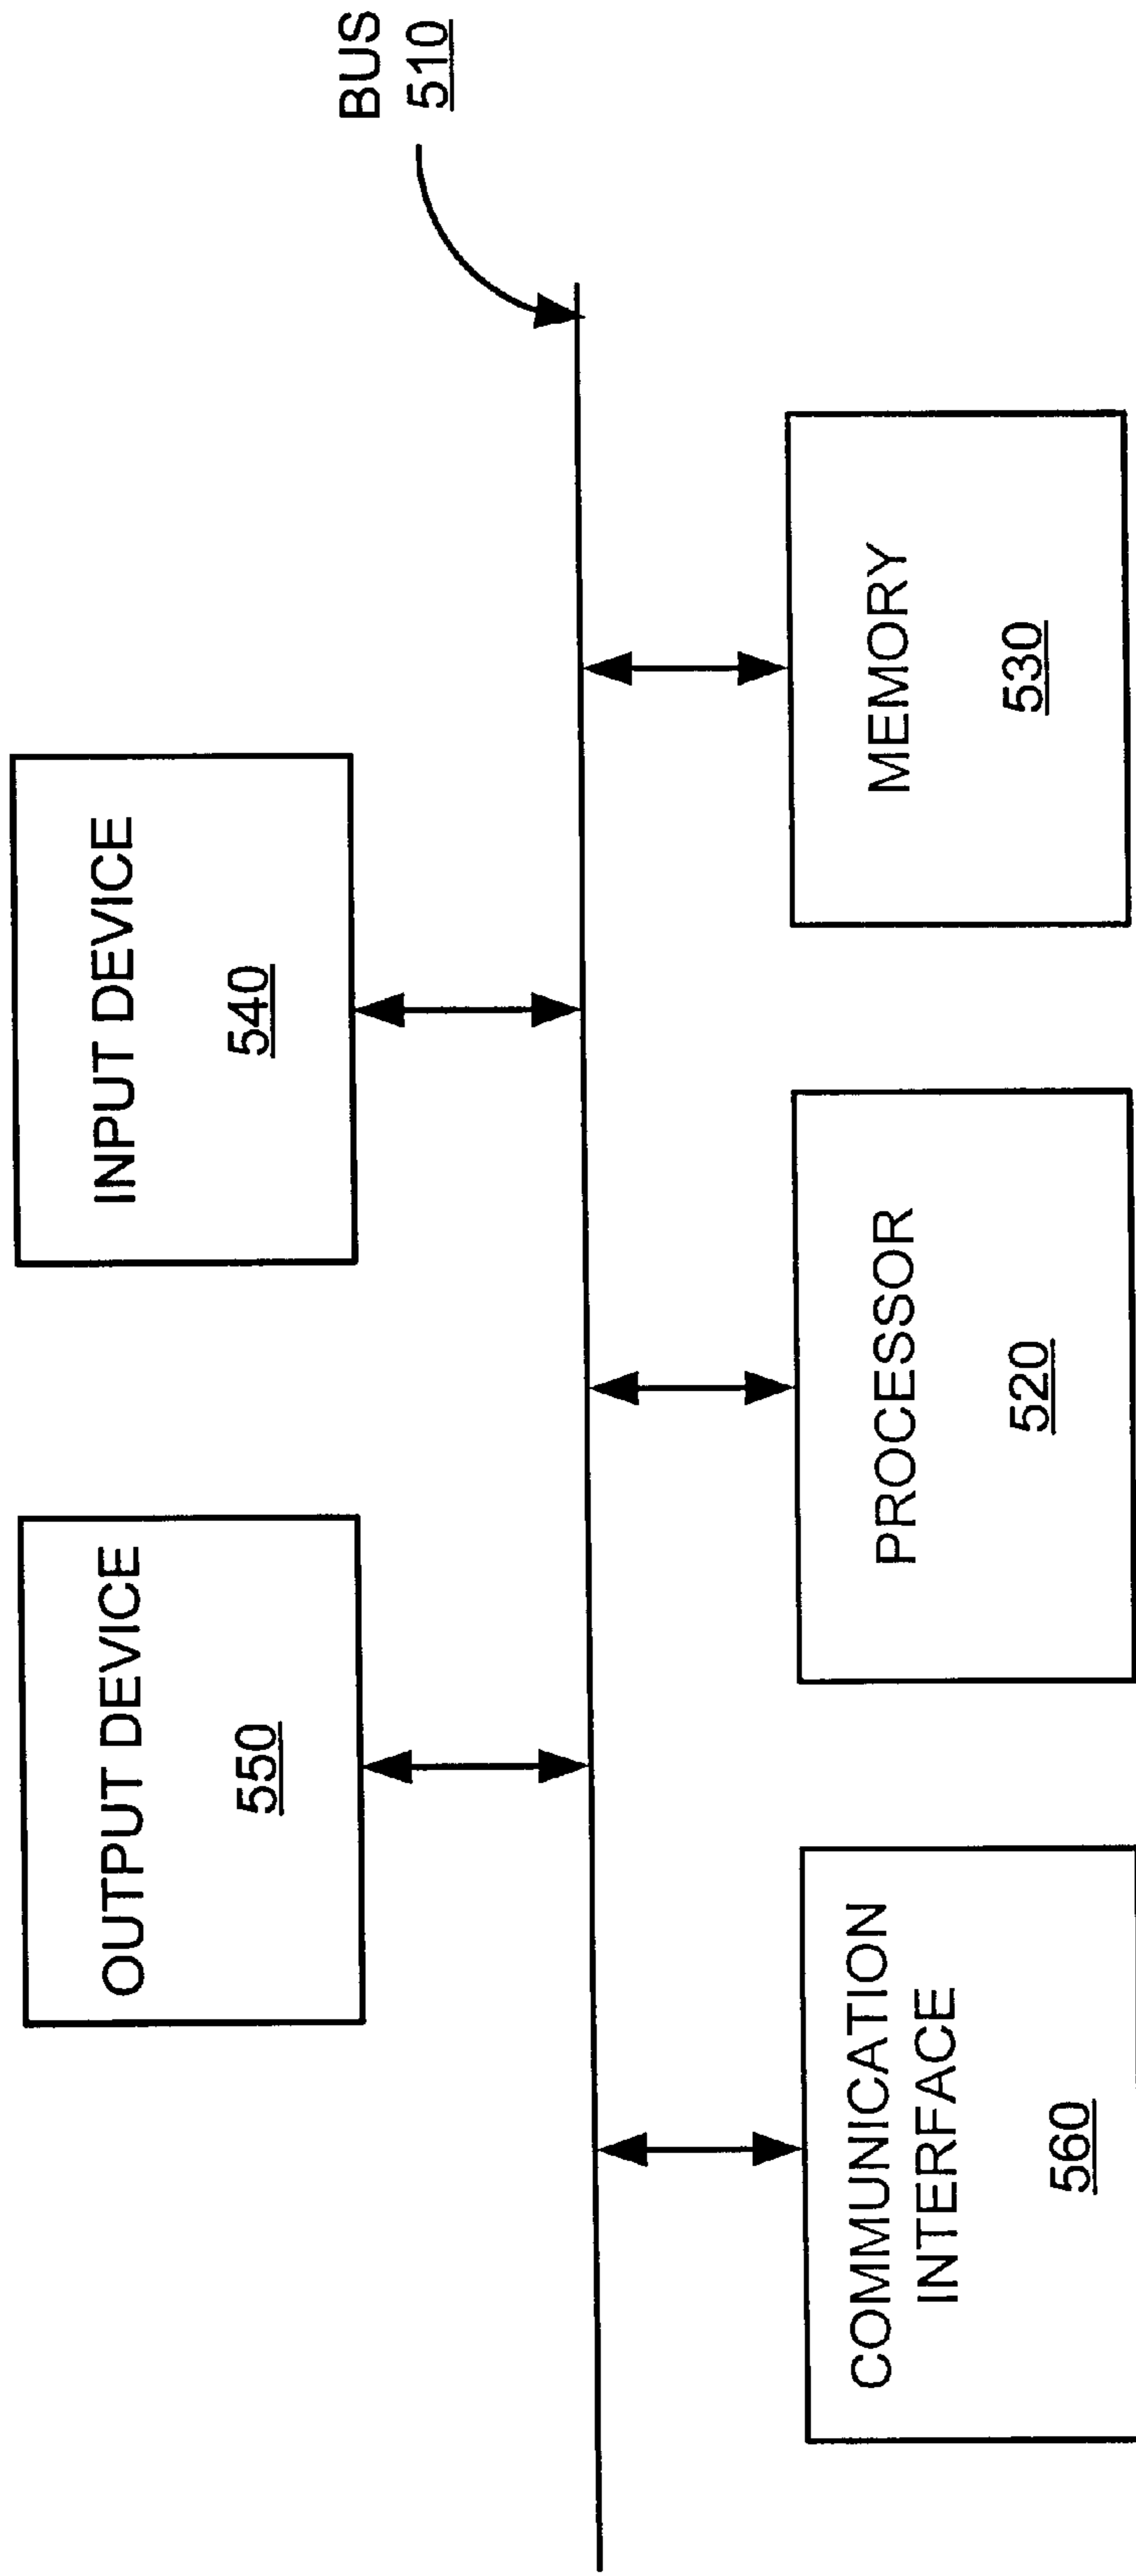 OUTPUT DEVICE
550
INPUT DEVICE
540
BUS
510
COMMUNICATION
INTERFACE
560
PROCESSOR
520
MEMORY
530